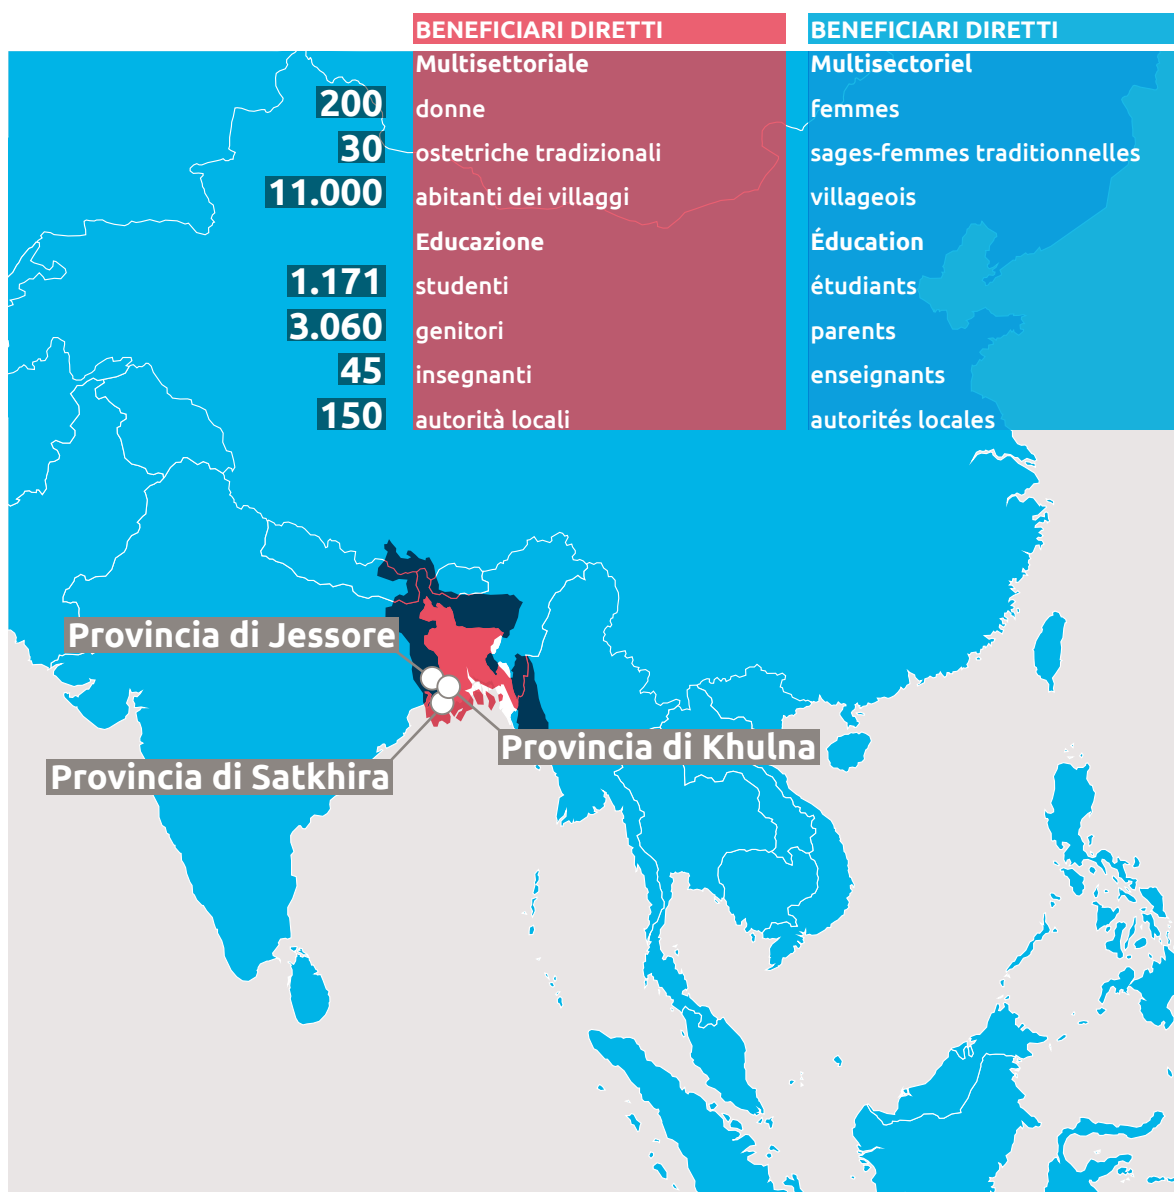 BENEFICIARI DIRETTI BENEFICIARI DIRETTI
Multisettoriale Multisectoriel
200 donne femmes
30 ostetriche tradizionali sages-femmes traditionnelles
11.000 abitanti dei villaggi villageois
Educazione Éducation
1.171 studenti étudiants
3.060 genitori parents
45 insegnanti enseignants
150 autorità locali autorités locales
Provincia di Jessore
Provincia di Khulna
Provincia di Satkhira